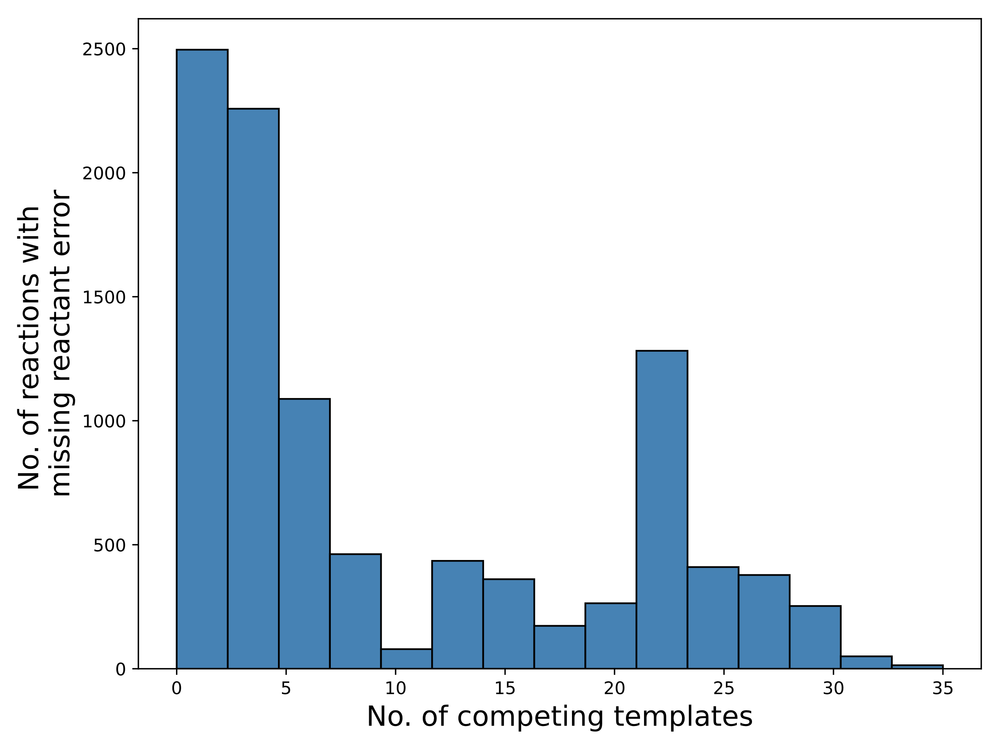 No. of reactions with
missing reactant error
2500
2000
1500
1000
500
0
0 5 10 15 20 25 30 35
No. of competing templates